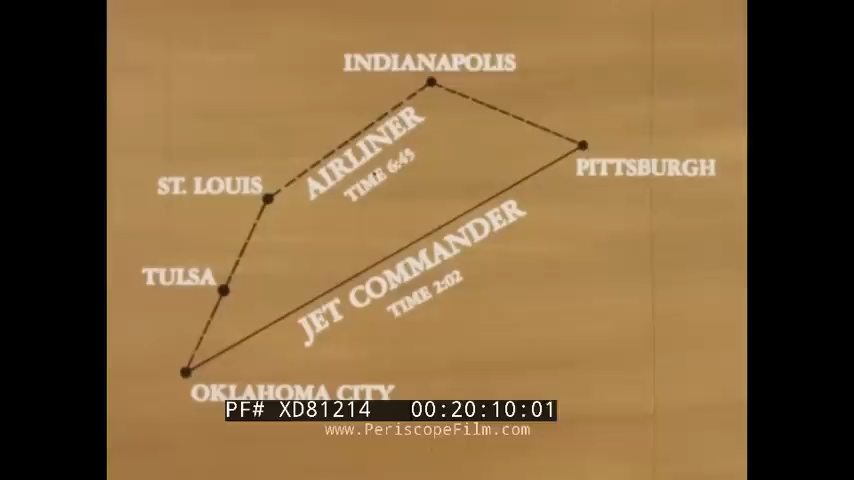 INDIANAPOLIS
AIRLINER
TIME 6:45
PITTSBURGH
ST. LOUIS
JET COMMANDER
TIME 2:02
TULSA
OKLAHOMA CITY
PF# XD81214 00:20:10:01
www.PeriscopeFilm.com